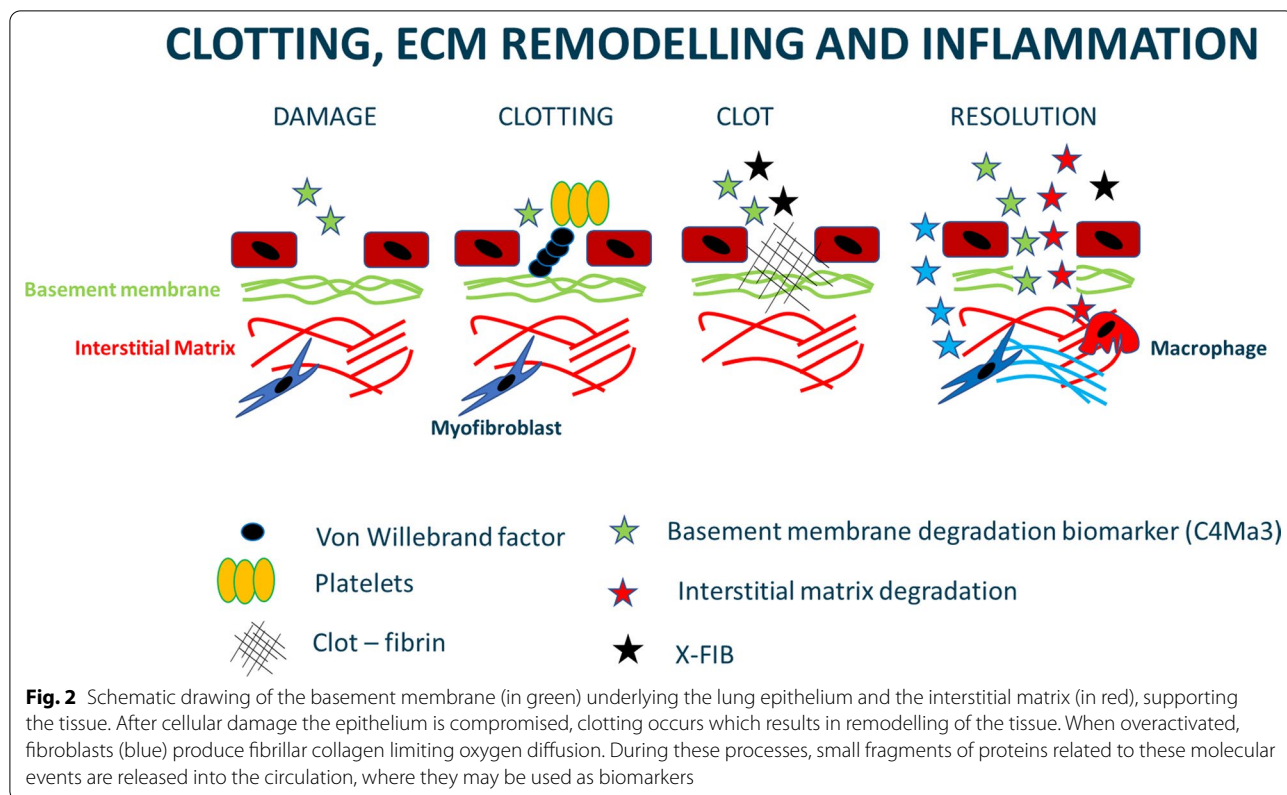 CLOTTING, ECM REMODELLING AND INFLAMMATION
DAMAGE
CLOTTING
CLOT
RESOLUTION
Basement membrane
Interstitial Matrix
Macrophage
Myofibroblast
Von Willebrand factor
Platelets
Clot – fibrin
Basement membrane degradation biomarker (C4Ma3)
Interstitial matrix degradation
X-FIB
Fig. 2 Schematic drawing of the basement membrane (in green) underlying the lung epithelium and the interstitial matrix (in red), supporting
the tissue. After cellular damage the epithelium is compromised, clotting occurs which results in remodelling of the tissue. When overactivated,
fibroblasts (blue) produce fibrillar collagen limiting oxygen diffusion. During these processes, small fragments of proteins related to these molecular
events are released into the circulation, where they may be used as biomarkers